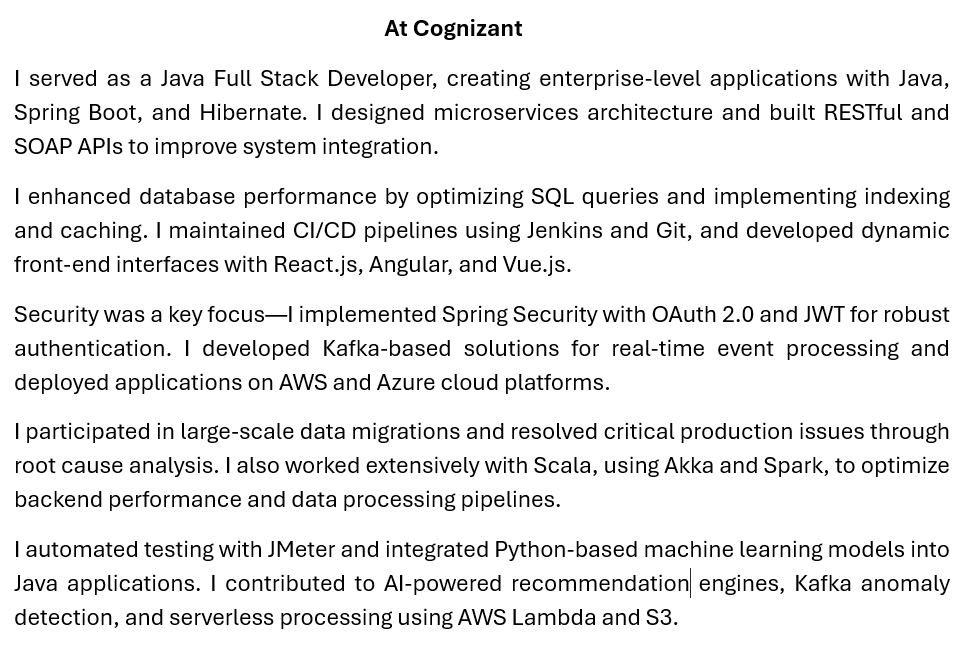 At Cognizant
I served as a Java Full Stack Developer, creating enterprise-level applications with Java,
Spring Boot, and Hibernate. I designed microservices architecture and built RESTful and
SOAP APIs to improve system integration.
I enhanced database performance by optimizing SQL queries and implementing indexing
and caching. I maintained CI/CD pipelines using Jenkins and Git, and developed dynamic
front-end interfaces with React.js, Angular, and Vue.js.
Security was a key focus—I implemented Spring Security with OAuth 2.0 and JWT for robust
authentication. I developed Kafka-based solutions for real-time event processing and
deployed applications on AWS and Azure cloud platforms.
I participated in large-scale data migrations and resolved critical production issues through
root cause analysis. I also worked extensively with Scala, using Akka and Spark, to optimize
backend performance and data processing pipelines.
I automated testing with JMeter and integrated Python-based machine learning models into
Java applications. I contributed to AI-powered recommendation engines, Kafka anomaly
detection, and serverless processing using AWS Lambda and S3.